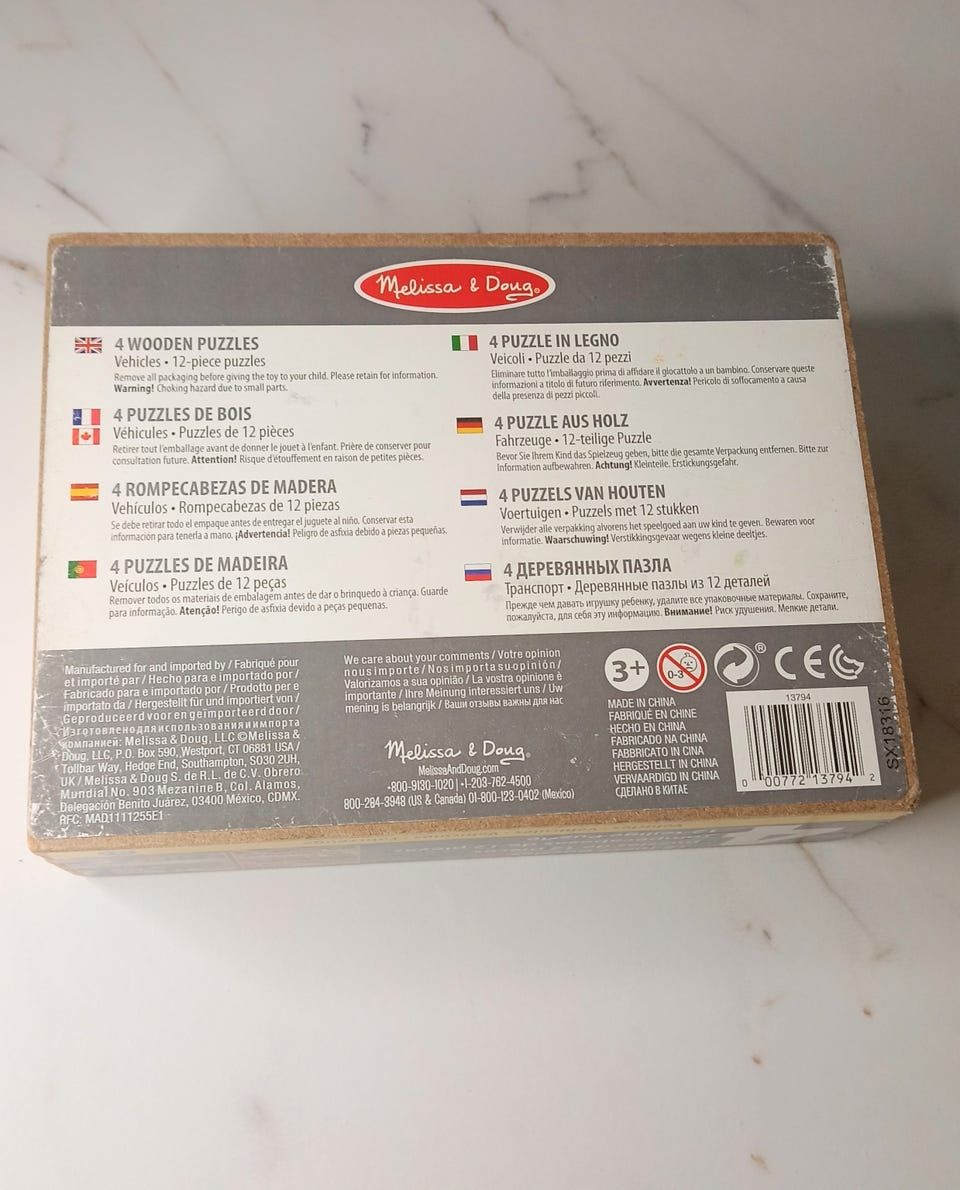 Melissa & Doug®
4 WOODEN PUZZLES
Vehicles • 12-piece puzzles
Remove all packaging before giving the toy to your child. Please retain for information.
Warning! Choking hazard due to small parts.
4 PUZZLES DE BOIS
Véhicules • Puzzles de 12 pièces
Retirer tout l'emballage avant de donner le jouet à l'enfant. Prière de conserver pour
consultation future. Attention! Risque d'étouffement en raison de petites pièces.
4 ROMPECABEZAS DE MADERA
Vehículos • Rompecabezas de 12 piezas
Se debe retirar todo el empaque antes de entregar el juguete al niño. Conservar esta
información para tenerla a mano. ¡Advertencia! Peligro de asfixia debido a piezas pequeñas.
4 PUZZLES DE MADEIRA
Veículos • Puzzles de 12 peças
Remover todos os materiais de embalagem antes de dar o brinquedo à criança. Guarde
para informação. Atenção! Perigo de asfixia devido a peças pequenas.
4 PUZZLE IN LEGNO
Veicoli • Puzzle da 12 pezzi
Eliminare tutto l'imballaggio prima di affidare il giocattolo a un bambino. Conservare queste
informazioni a titolo di futuro riferimento. Avvertenza! Pericolo di soffocamento a causa
della presenza di pezzi piccoli.
4 PUZZLE AUS HOLZ
Fahrzeuge • 12-teilige Puzzle
Bevor Sie Ihrem Kind das Spielzeug geben, bitte die gesamte Verpackung entfernen. Bitte zur
Information aufbewahren. Achtung! Kleinteile. Erstickungsgefahr.
4 PUZZELS VAN HOUTEN
Voertuigen • Puzzels met 12 stukken
Verwijder alle verpakking alvorens het speelgoed aan uw kind te geven. Bewaren voor
informatie. Waarschuwing! Verstikkingsgevaar wegens kleine deeltjes.
4 ДЕРЕВЯННЫХ ПАЗЛА
Транспорт • Деревянные пазлы из 12 деталей
Прежде чем давать игрушку ребенку, удалите все упаковочные материалы. Сохраните,
пожалуйста, для себя эту информацию. Внимание! Риск удушения. Мелкие детали.
Manufactured for and imported by / Fabriqué pour
et importé par / Hecho para e importado por /
Fabricado para e importado por / Prodotto per e
importato da / Hergestellt für und importiert von /
Geproduceerd voor en geïmporteerd door /
Изготовлено для использования и импорта
компанией: Melissa & Doug, LLC ©Melissa &
Doug, LLC, P.O. Box 590, Westport, CT 06881 USA /
Tollbar Way, Hedge End, Southampton, SO30 2UH,
UK / Melissa & Doug S. de R.L. de C.V. Obrero
Mundial No. 903 Mezanine B, Col. Alamos,
Delegación Benito Juárez, 03400 México, CDMX.
RFC: MAD1111255E1
We care about your comments / Votre opinion
nous importe / Nos importa su opinión /
Valorizamos a sua opinião / La vostra opinione è
importante / Ihre Meinung interessiert uns / Uw
mening is belangrijk / Ваши отзывы важны для нас
Melissa & Doug®
MelissaAndDoug.com
+800-9130-1020 | +1-203-762-4500
800-284-3948 (US & Canada) 01-800-123-0402 (Mexico)
3+
0-3
®
CE
MADE IN CHINA
FABRIQUÉ EN CHINE
HECHO EN CHINA
FABRICADO NA CHINA
FABBRICATO IN CINA
HERGESTELLT IN CHINA
VERVAARDIGD IN CHINA
СДЕЛАНО В КИТАЕ
13794
0 00772 13794 2
SX18316